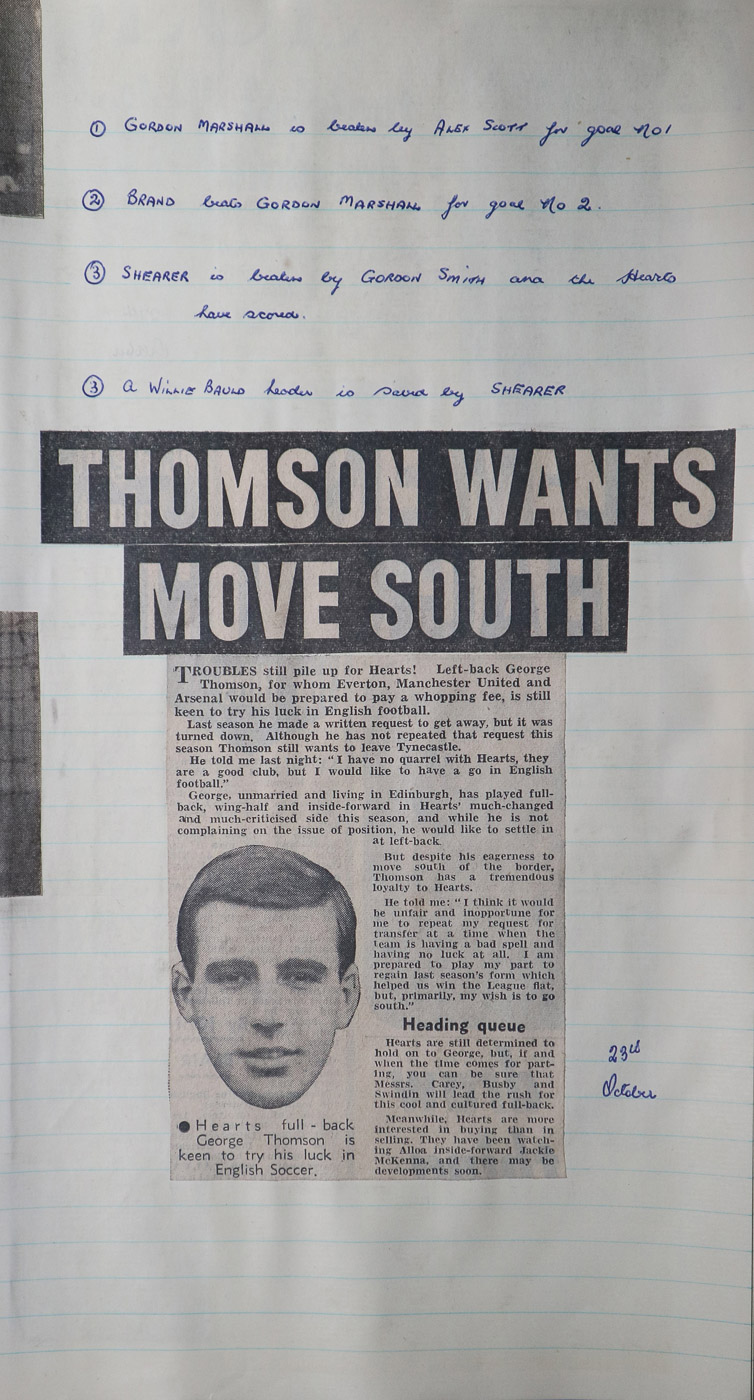 ① GORDON MARSHALL is beaten by ALEX SCOTT for goal No 1
② BRAND beats GORDON MARSHALL for goal No 2.
③ SHEARER is beaten by GORDON SMITH and the Hearts
have scored.
③ A WILLIE BAULD header is saved by SHEARER
THOMSON WANTS
MOVE SOUTH
TROUBLES still pile up for Hearts! Left-back George
Thomson, for whom Everton, Manchester United and
Arsenal would be prepared to pay a whopping fee, is still
keen to try his luck in English football.
Last season he made a written request to get away, but it was
turned down. Although he has not repeated that request this
season Thomson still wants to leave Tynecastle.
He told me last night: "I have no quarrel with Hearts, they
are a good club, but I would like to have a go in English
football."
George, unmarried and living in Edinburgh, has played full-
back, wing-half and inside-forward in Hearts' much-changed
and much-criticised side this season, and while he is not
complaining on the issue of position, he would like to settle in
at left-back.
But despite his eagerness to
move south of the border,
Thomson has a tremendous
loyalty to Hearts.
He told me: "I think it would
be unfair and inopportune for
me to repeat my request for
transfer at a time when the
team is having a bad spell and
having no luck at all. I am
prepared to play my part to
regain last season's form which
helped us win the League flat,
but, primarily, my wish is to go
south."
Heading queue
Hearts are still determined to
hold on to George, but, if and
when the time comes for part-
ing, you can be sure that
Messrs. Carey, Busby and
Swindin will lead the rush for
this cool and cultured full-back.
Meanwhile, Hearts are more
interested in buying than in
selling. They have been watch-
ing Alloa inside-forward Jackie
McKenna, and there may be
developments soon.
● Hearts full-back
George Thomson is
keen to try his luck in
English Soccer.
23rd
October